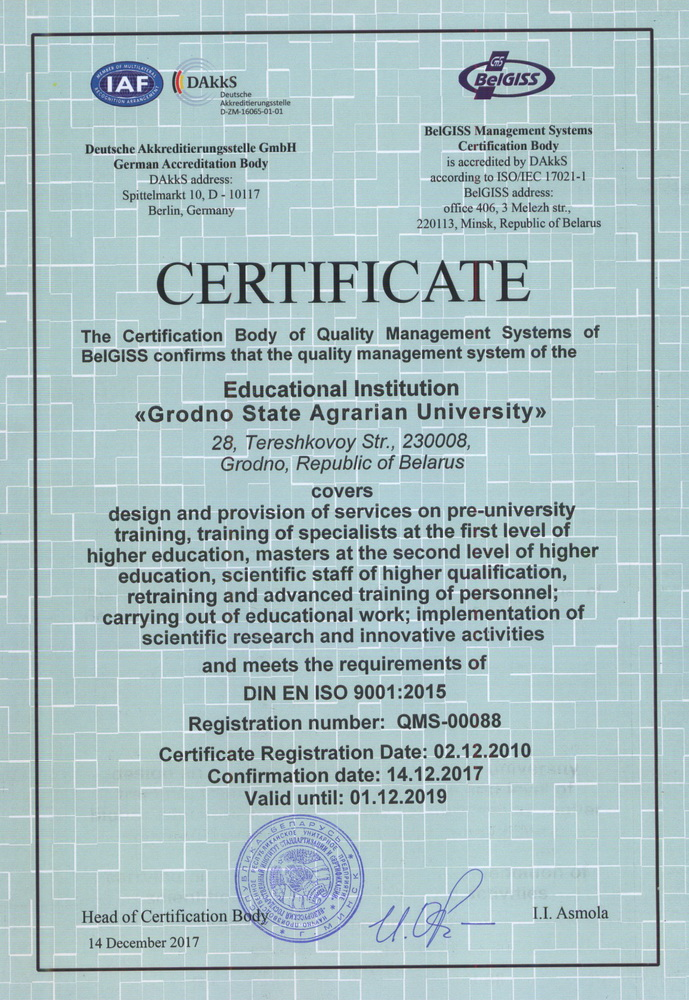 MEMBER OF MULTILATERAL
IAF
RECOGNITION ARRANGEMENT
DAkkS
Deutsche
Akkreditierungsstelle
D-ZM-16065-01-01
BelGISS
Deutsche Akkreditierungsstelle GmbH
German Accreditation Body
DAkkS address:
Spittelmarkt 10, D - 10117
Berlin, Germany
BelGISS Management Systems
Certification Body
is accredited by DAkkS
according to ISO/IEC 17021-1
BelGISS address:
office 406, 3 Melezh str.,
220113, Minsk, Republic of Belarus
CERTIFICATE
The Certification Body of Quality Management Systems of
BelGISS confirms that the quality management system of the
Educational Institution
«Grodno State Agrarian University»
28, Tereshkovoy Str., 230008,
Grodno, Republic of Belarus
covers
design and provision of services on pre-university
training, training of specialists at the first level of
higher education, masters at the second level of higher
education, scientific staff of higher qualification,
retraining and advanced training of personnel;
carrying out of educational work; implementation of
scientific research and innovative activities
and meets the requirements of
DIN EN ISO 9001:2015
Registration number: QMS-00088
Certificate Registration Date: 02.12.2010
Confirmation date: 14.12.2017
Valid until: 01.12.2019
Head of Certification Body
I.I. Asmola
14 December 2017